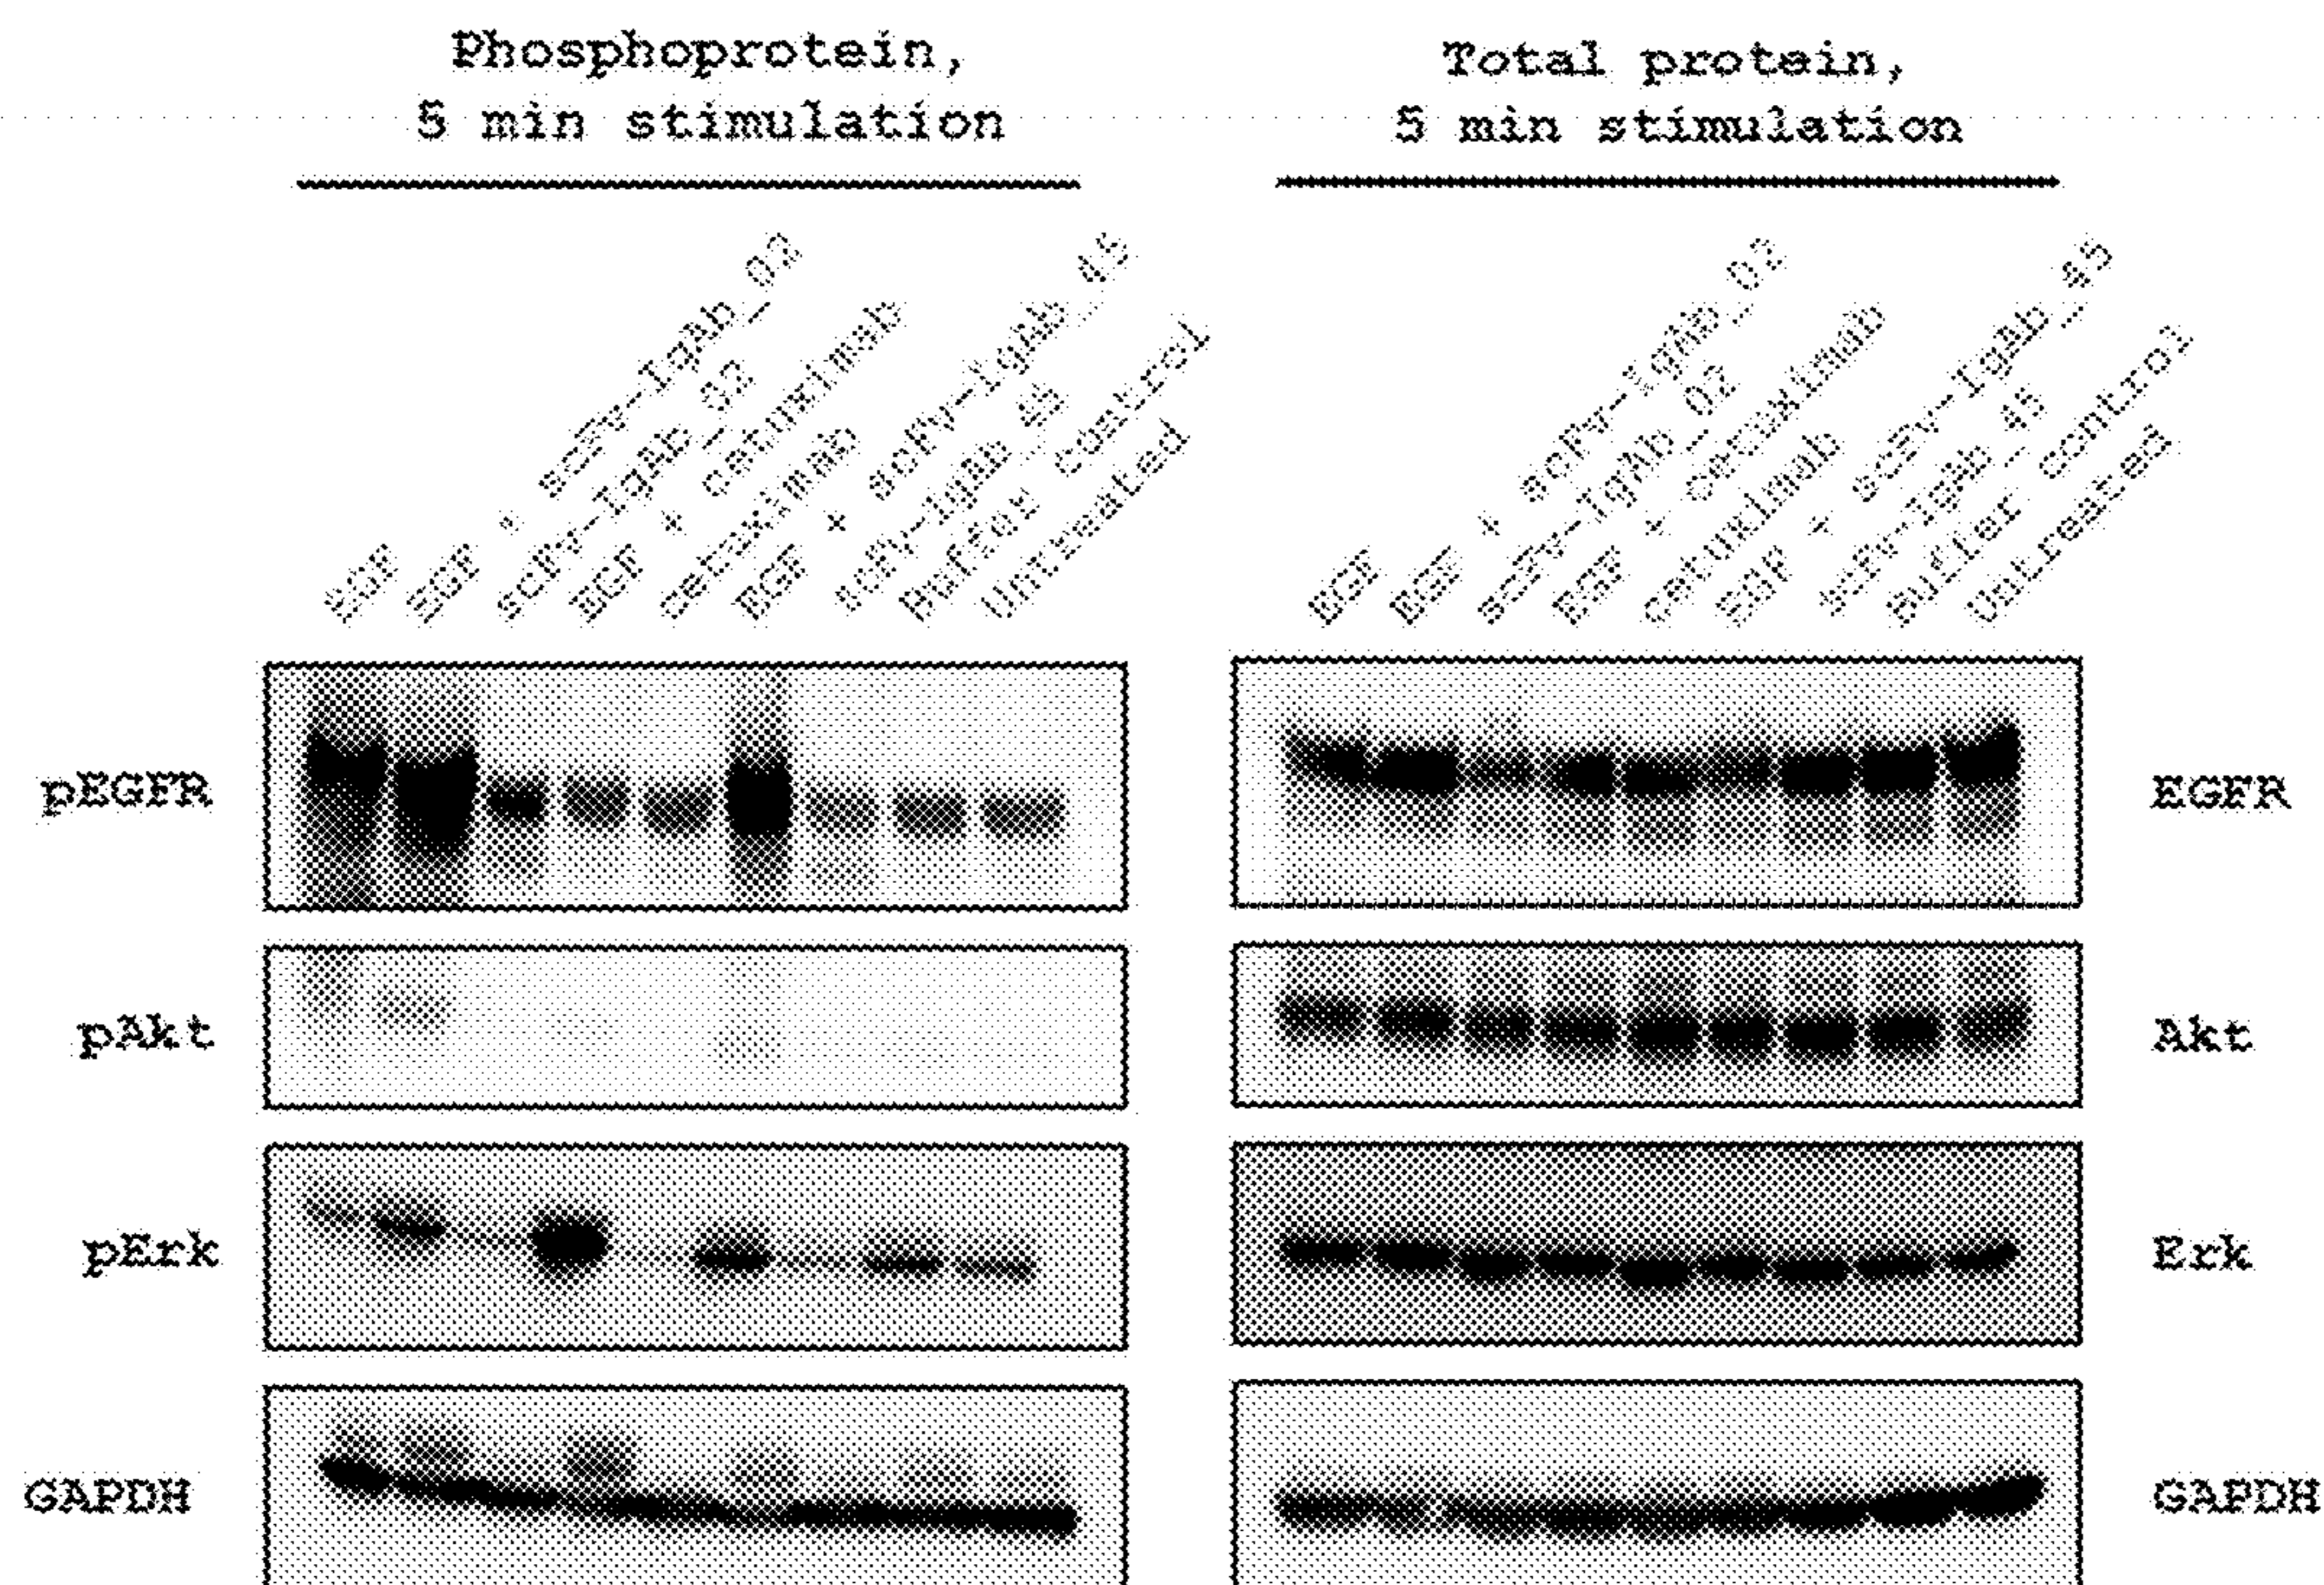 Phosphoprotein,
5 min stimulation
Total protein,
5 min stimulation
EGF
EGF + scFv-IgAb_02
scFv-IgAb_02
EGF + cetuximab
cetuximab
EGF + scFv-IgAb_45
scFv-IgAb_45
Buffer control
Untreated
EGF
EGF + scFv-IgAb_02
scFv-IgAb_02
EGF + cetuximab
cetuximab
EGF + scFv-IgAb_45
scFv-IgAb_45
Buffer control
Untreated
pEGFR
EGFR
pAkt
Akt
pErk
Erk
GAPDH
GAPDH